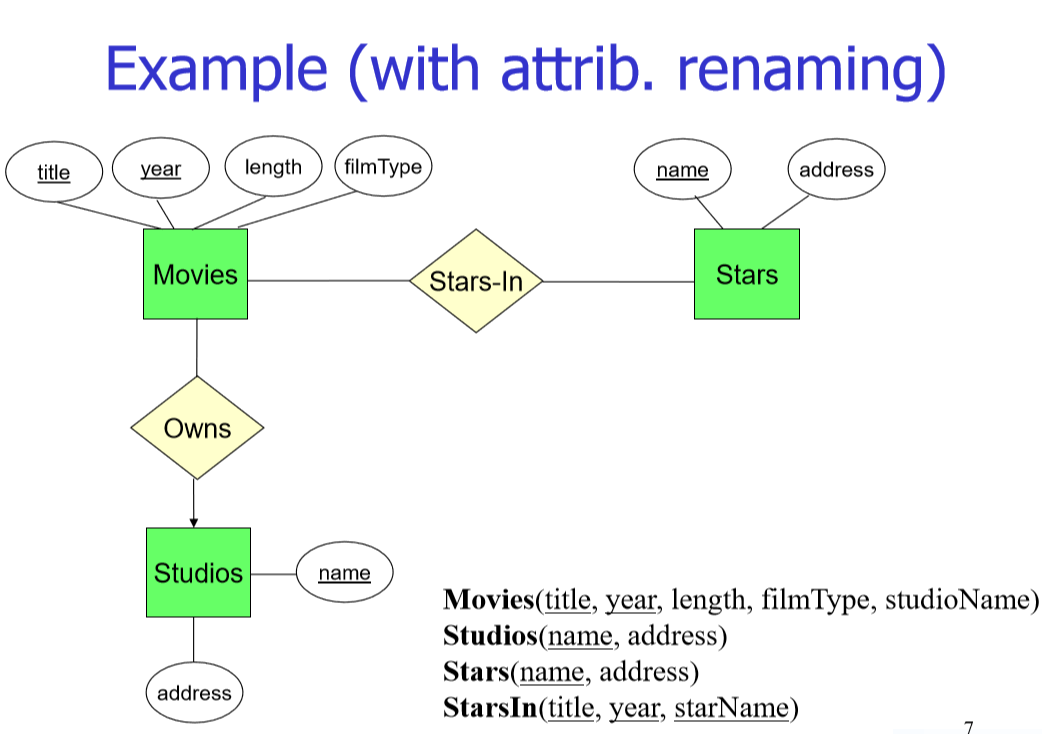 Example (with attrib. renaming)
title
year
length
filmType
name
address
Movies
Stars-In
Stars
Owns
Studios
name
address
Movies(title, year, length, filmType, studioName)
Studios(name, address)
Stars(name, address)
StarsIn(title, year, starName)
7